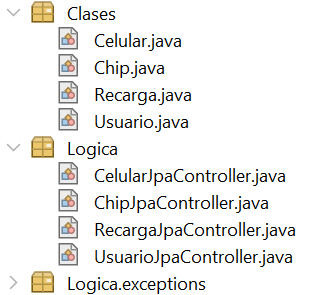 Clases
Celular.java
Chip.java
Recarga.java
Usuario.java
Logica
CelularJpaController.java
ChipJpaController.java
RecargaJpaController.java
UsuarioJpaController.java
Logica.exceptions